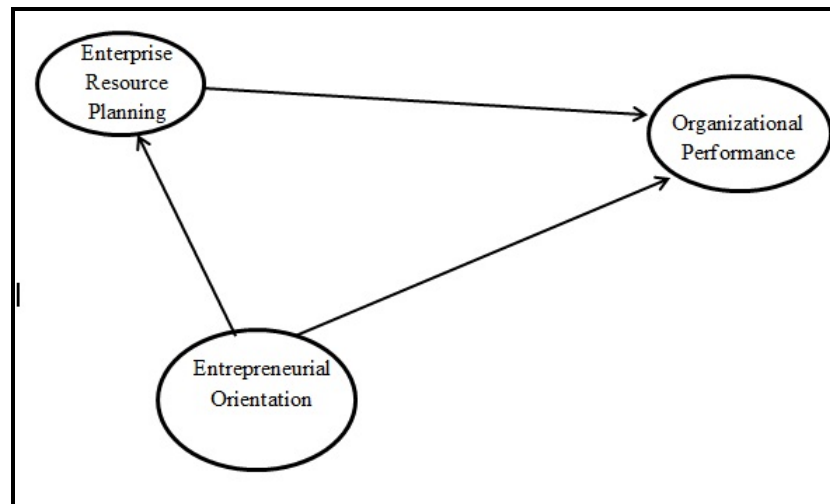 Enterprise
Resource
Planning
Organizational
Performance
Entrepreneurial
Orientation